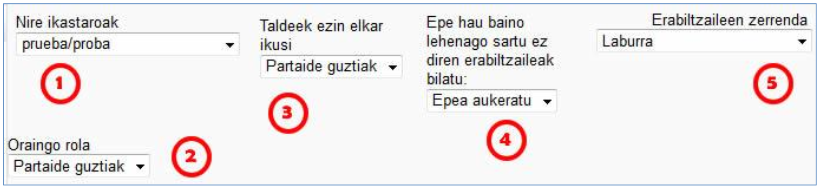 Nire ikastaroak
prueba/proba
1
Taldeek ezin elkar
ikusi
Partaide guztiak
3
Epe hau baino
lehenago sartu ez
diren erabiltzaileak
bilatu:
Epea aukeratu
4
Erabiltzaileen zerrenda
Laburra
5
Oraingo rola
Partaide guztiak
2